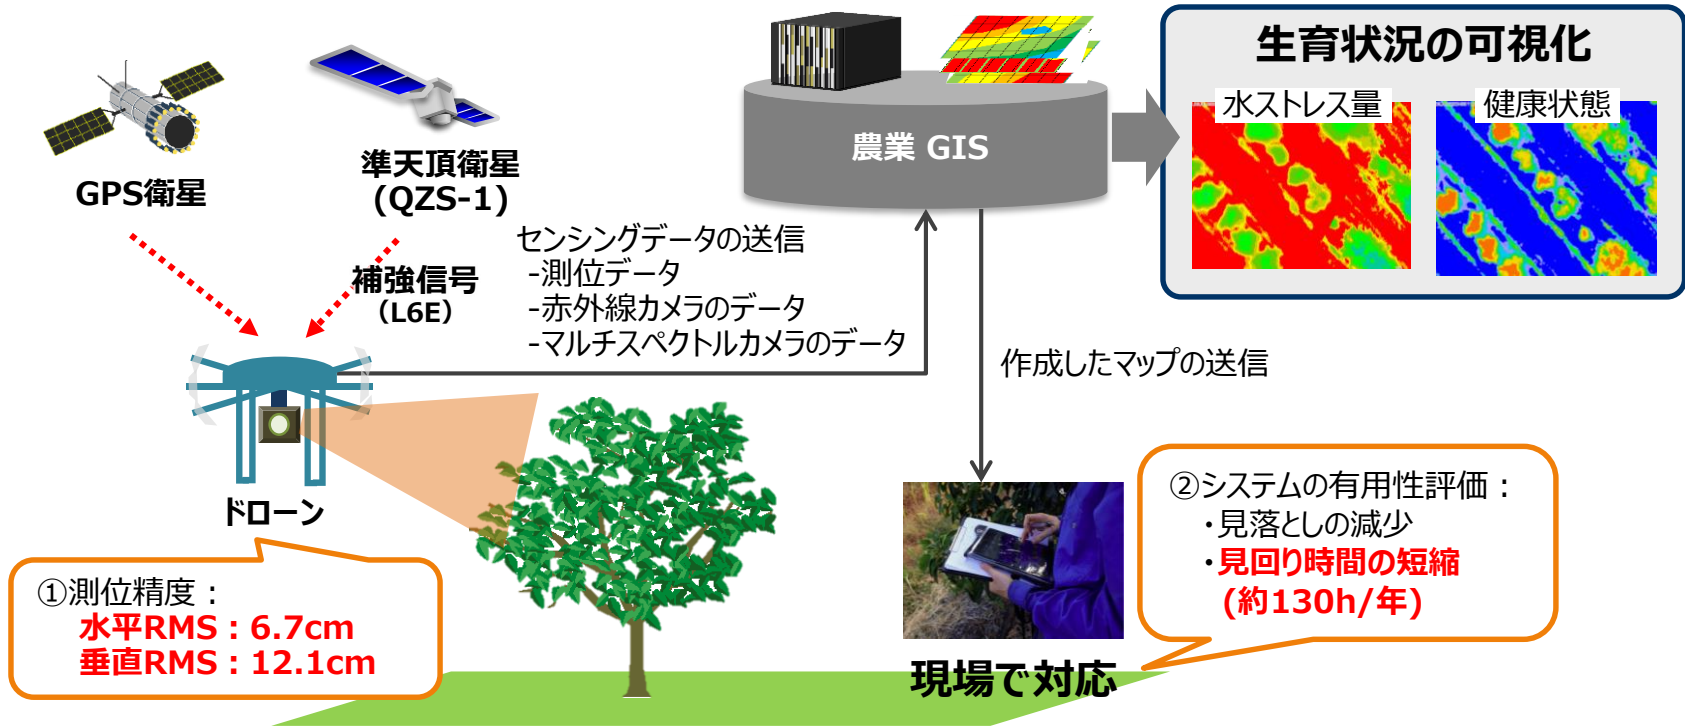 GPS衛星
準天頂衛星
(QZS-1)
補強信号
（L6E）
センシングデータの送信
-測位データ
-赤外線カメラのデータ
-マルチスペクトルカメラのデータ
農業 GIS
生育状況の可視化
水ストレス量
健康状態
作成したマップの送信
ドローン
①測位精度：
水平RMS：6.7cm
垂直RMS：12.1cm
②システムの有用性評価：
・見落としの減少
・見回り時間の短縮
(約130h/年)
現場で対応